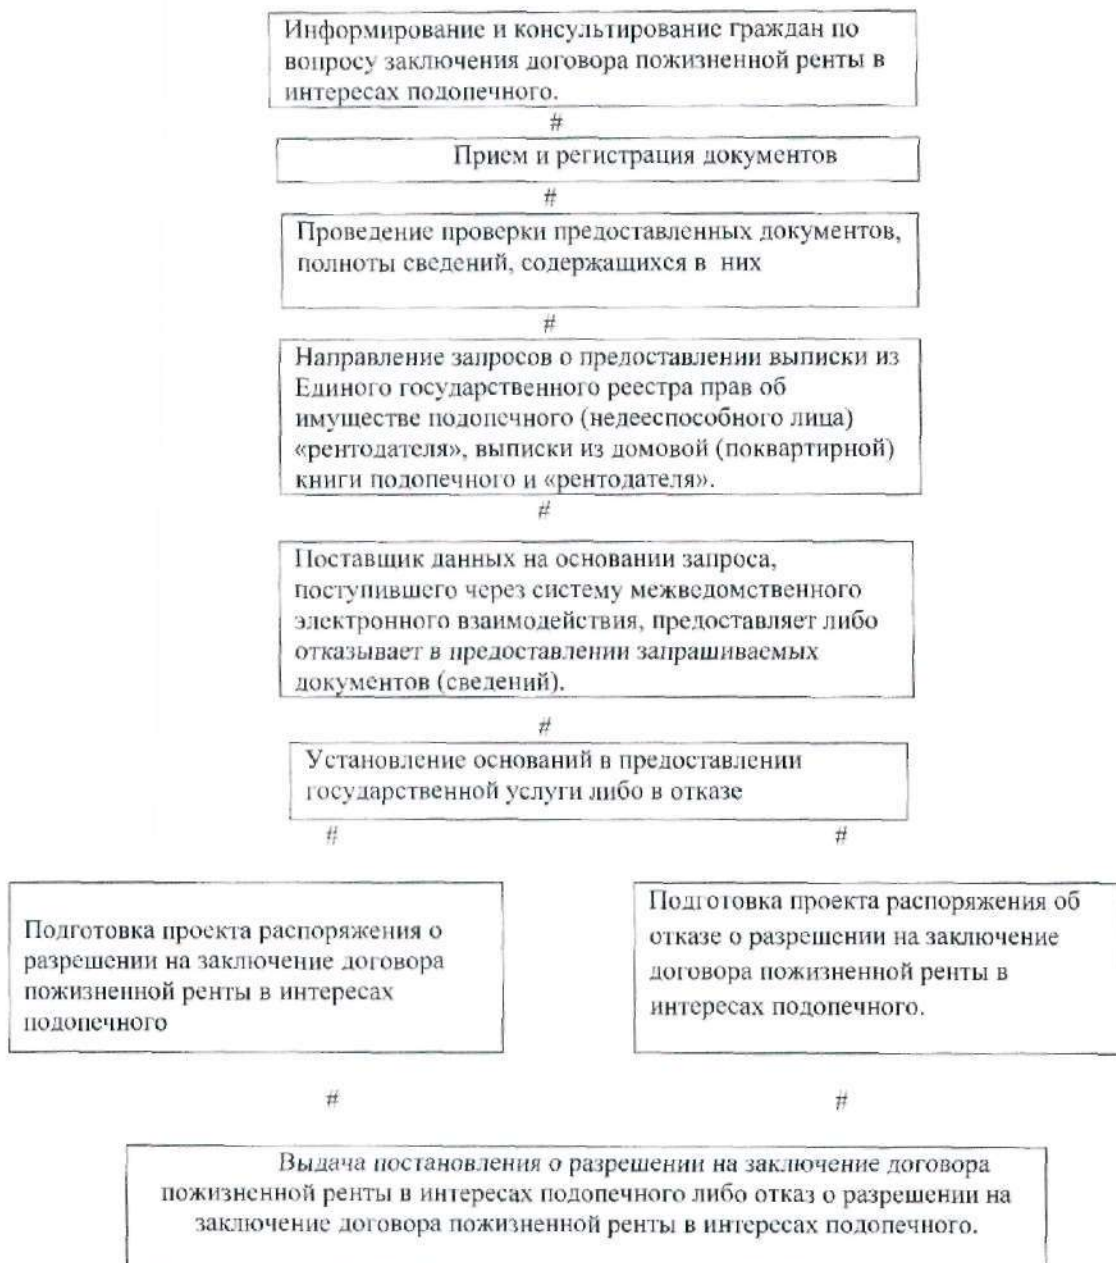 Информирование и консультирование граждан по
вопросу заключения договора пожизненной ренты в
интересах подопечного.
#
Прием и регистрация документов
#
Проведение проверки предоставленных документов,
полноты сведений, содержащихся в них
#
Направление запросов о предоставлении выписки из
Единого государственного реестра прав об
имуществе подопечного (недееспособного лица)
«рентодателя», выписки из домовой (поквартирной)
книги подопечного и «рентодателя».
#
Поставщик данных на основании запроса,
поступившего через систему межведомственного
электронного взаимодействия, предоставляет либо
отказывает в предоставлении запрашиваемых
документов (сведений).
#
Установление оснований в предоставлении
государственной услуги либо в отказе
# #
Подготовка проекта распоряжения о
разрешении на заключение договора
пожизненной ренты в интересах
подопечного
Подготовка проекта распоряжения об
отказе о разрешении на заключение
договора пожизненной ренты в
интересах подопечного.
# #
Выдача постановления о разрешении на заключение договора
пожизненной ренты в интересах подопечного либо отказ о разрешении на
заключение договора пожизненной ренты в интересах подопечного.